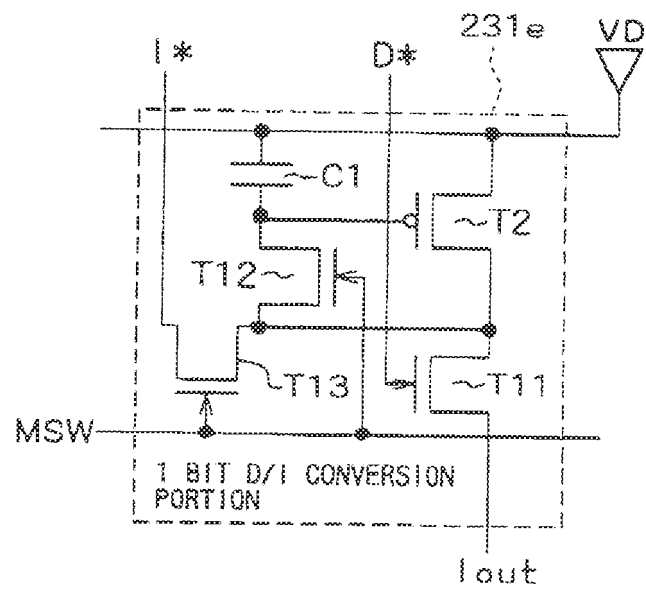 231e
VD
I*
D*
C1
T2
T12
T13
T11
MSW
1 BIT D/I CONVERSION
PORTION
Iout